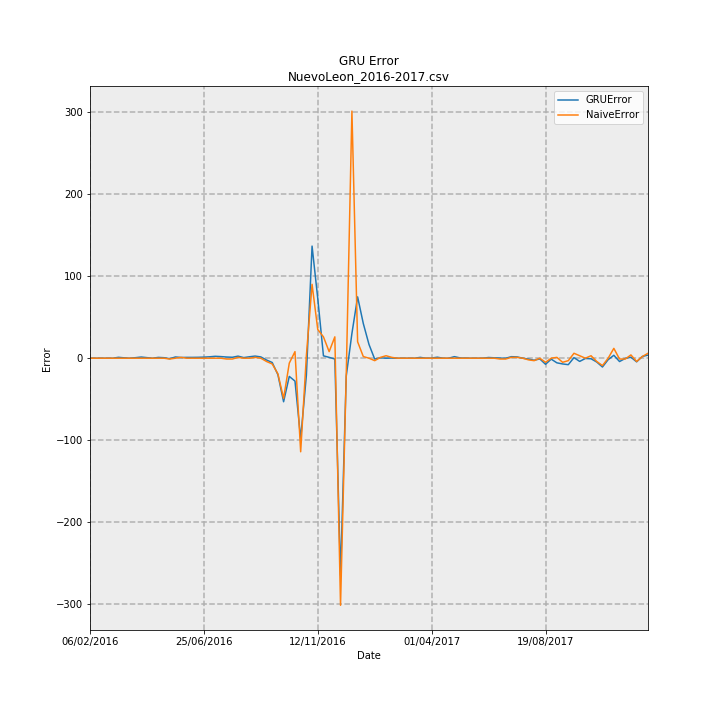 GRU Error
NuevoLeon_2016-2017.csv
GRUError
NaiveError
300
200
100
0
−100
−200
−300
Error
06/02/2016
25/06/2016
12/11/2016
01/04/2017
19/08/2017
Date